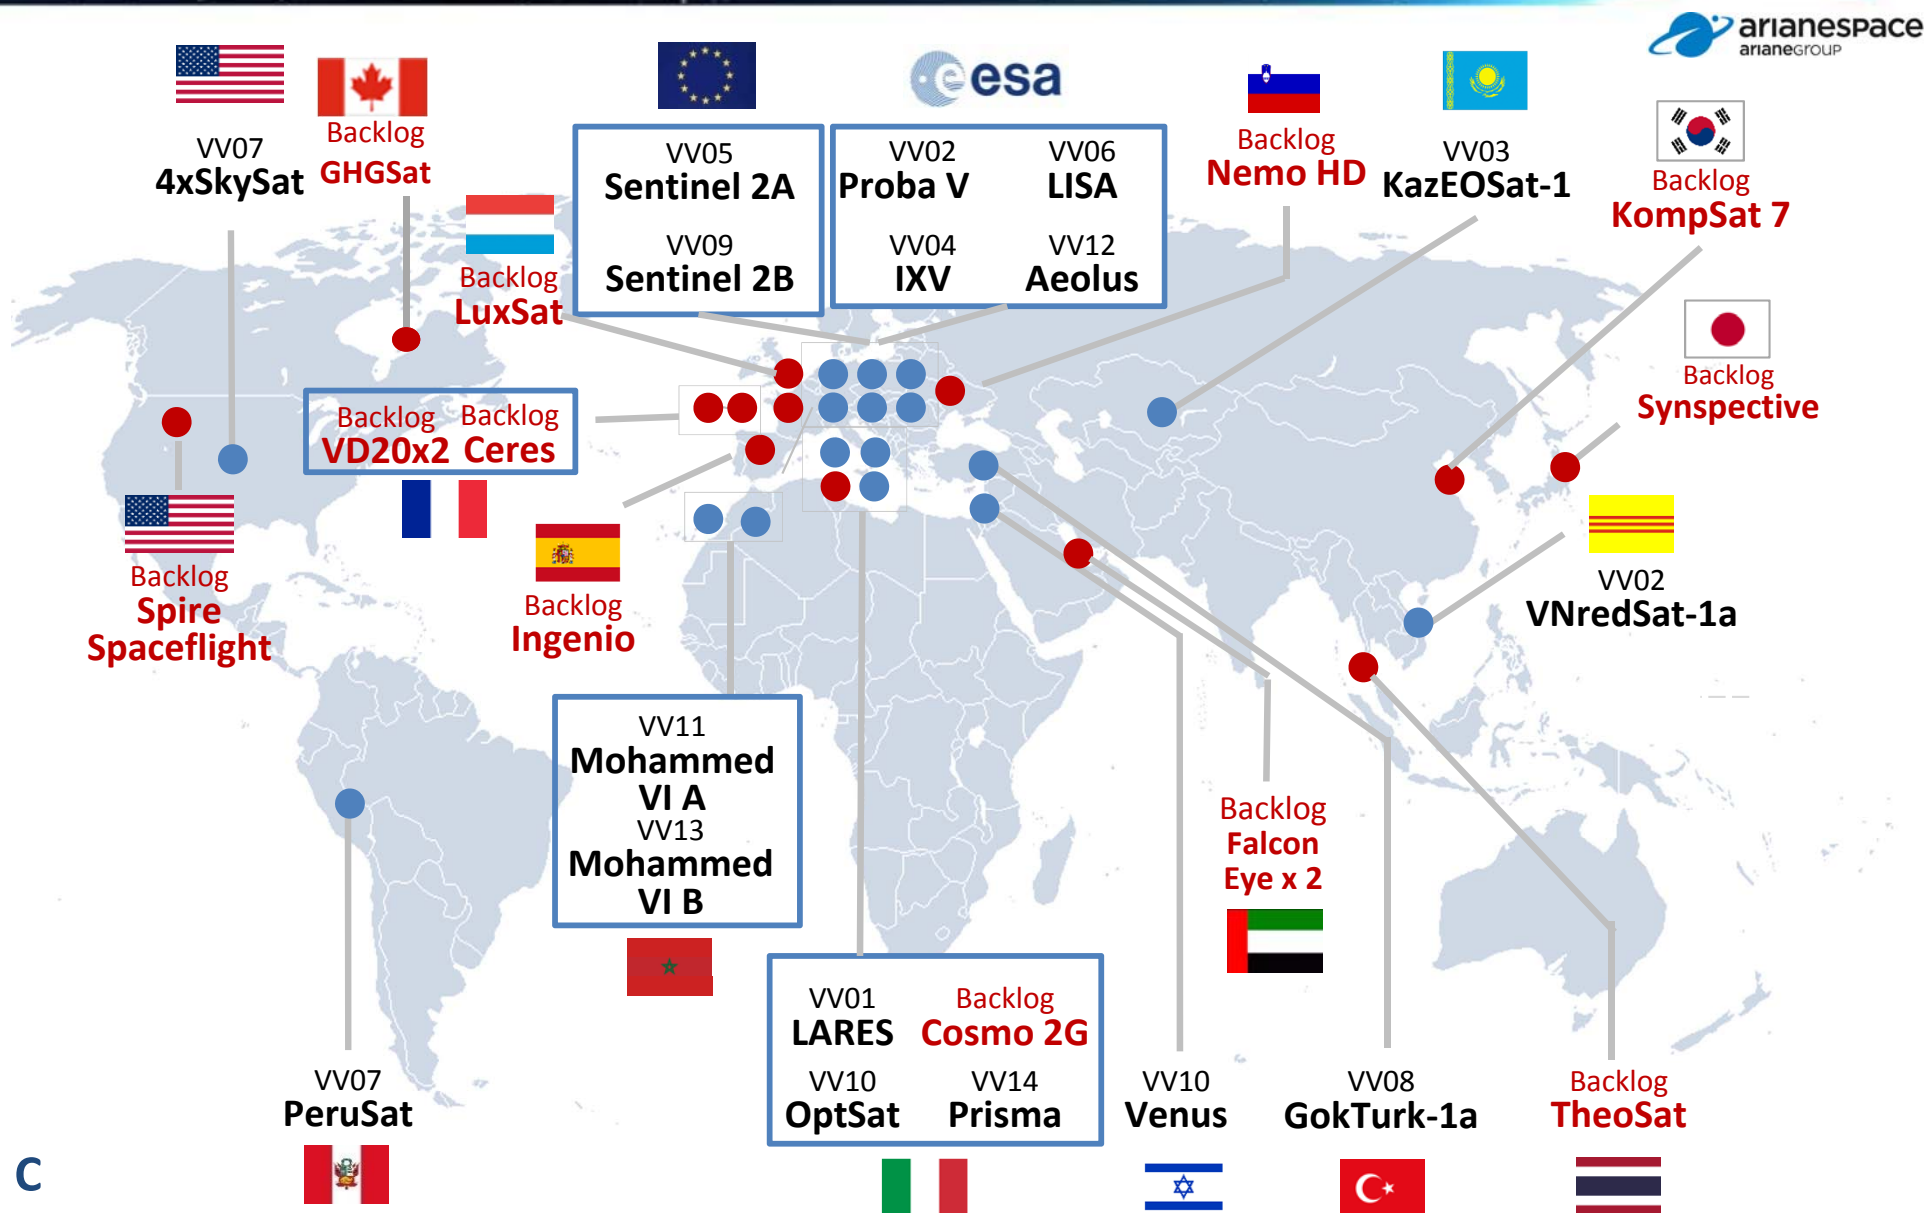 arianespace
arianeGROUP
esa
VV07
4xSkySat
Backlog
GHGSat
Backlog
LuxSat
VV05
Sentinel 2A
VV09
Sentinel 2B
VV02
Proba V
VV06
LISA
VV04
IXV
VV12
Aeolus
Backlog
Nemo HD
VV03
KazEOSat-1
Backlog
KompSat 7
Backlog
Synspective
Backlog
VD20x2
Backlog
Ceres
Backlog
Spire
Spaceflight
Backlog
Ingenio
VV02
VNredSat-1a
VV11
Mohammed
VI A
VV13
Mohammed
VI B
Backlog
Falcon
Eye x 2
VV07
PeruSat
VV01
LARES
Backlog
Cosmo 2G
VV10
OptSat
VV14
Prisma
VV10
Venus
VV08
GokTurk-1a
Backlog
TheoSat
C